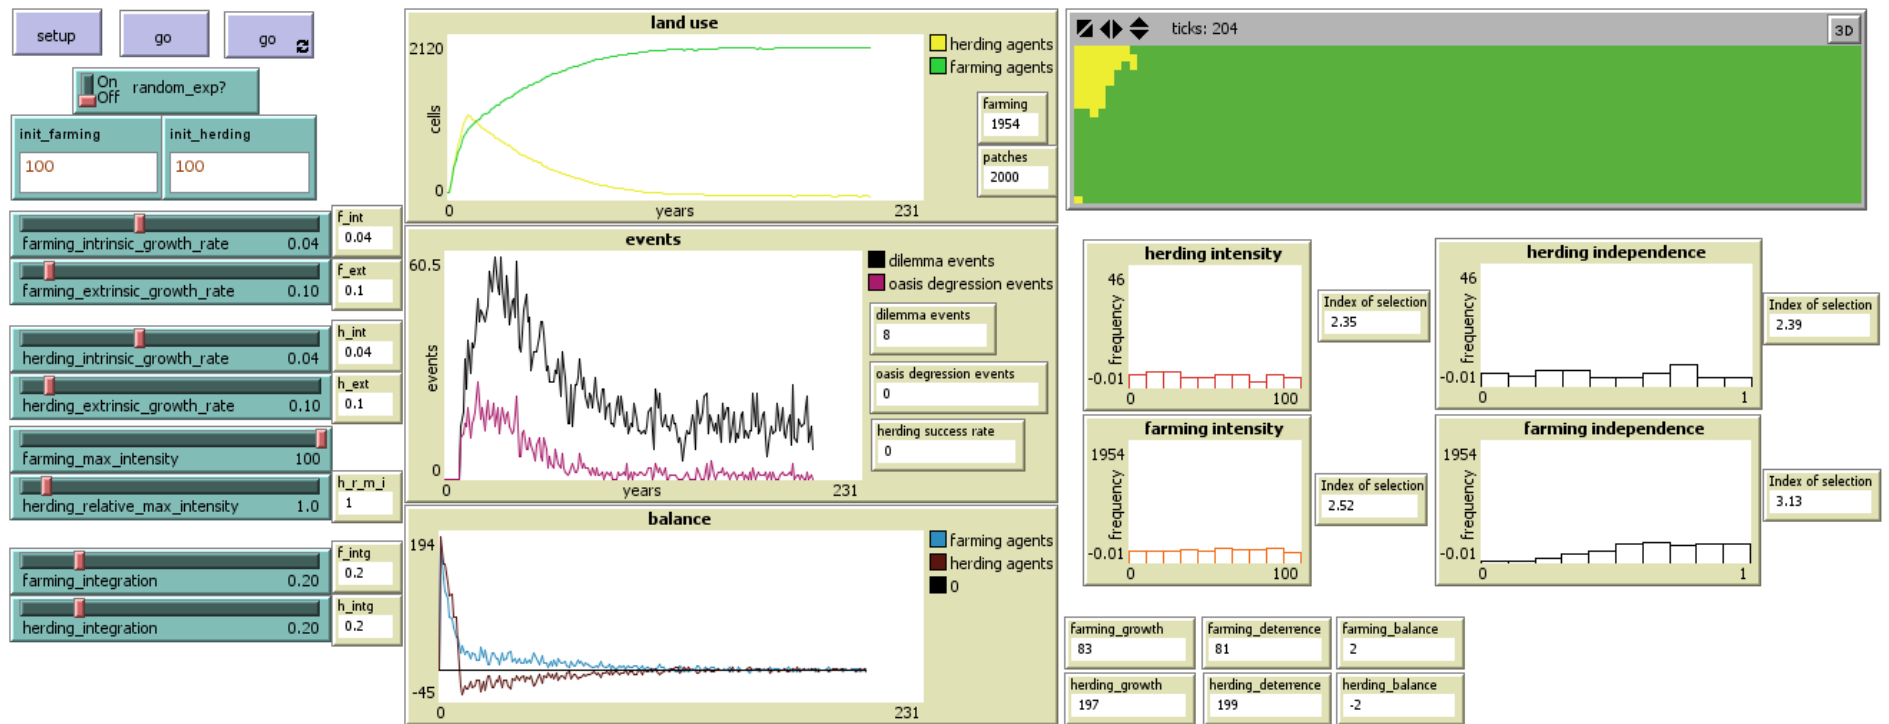 setup
go
go
On
Off
random_exp?
init_farming
100
init_herding
100
farming_intrinsic_growth_rate 0.04
f_int
0.04
farming_extrinsic_growth_rate 0.10
f_ext
0.1
herding_intrinsic_growth_rate 0.04
h_int
0.04
herding_extrinsic_growth_rate 0.10
h_ext
0.1
farming_max_intensity 100
herding_relative_max_intensity 1.0
h_r_m_i
1
farming_integration 0.20
f_intg
0.2
herding_integration 0.20
h_intg
0.2
land use
2120
cells
0
0 years 231
herding agents
farming agents
farming
1954
patches
2000
events
60.5
events
0
0 years 231
dilemma events
oasis degression events
dilemma events
8
oasis degression events
0
herding success rate
0
balance
194
-45
0 231
farming agents
herding agents
0
ticks: 204
3D
herding intensity
46
frequency
-0.01
0 100
Index of selection
2.35
herding independence
46
frequency
-0.01
0 1
Index of selection
2.39
farming intensity
1954
frequency
-0.01
0 100
Index of selection
2.52
farming independence
1954
frequency
-0.01
0 1
Index of selection
3.13
farming_growth
83
farming_deterrence
81
farming_balance
2
herding_growth
197
herding_deterrence
199
herding_balance
-2